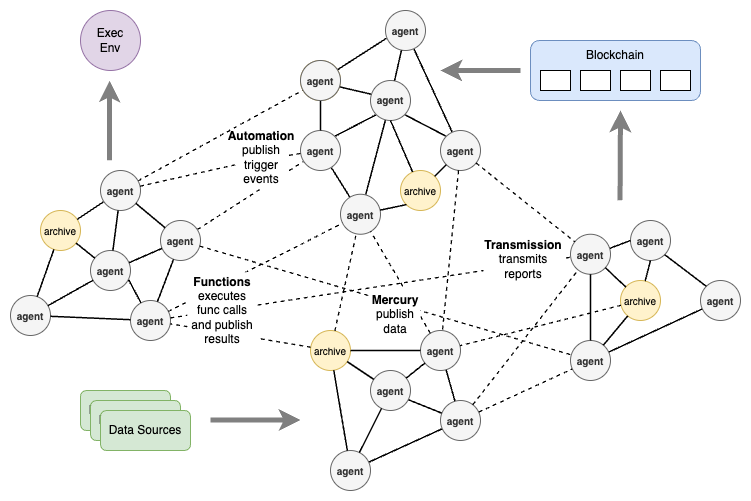 Exec
Env
agent
Blockchain
agent
agent
Automation
publish
trigger
events
agent
agent
agent
archive
archive
agent
agent
agent
agent
agent
agent
Functions
executes
func calls
and publish
results
Transmission
transmits
reports
agent
agent
archive
agent
agent
Mercury
publish
data
archive
agent
agent
agent
agent
Data Sources